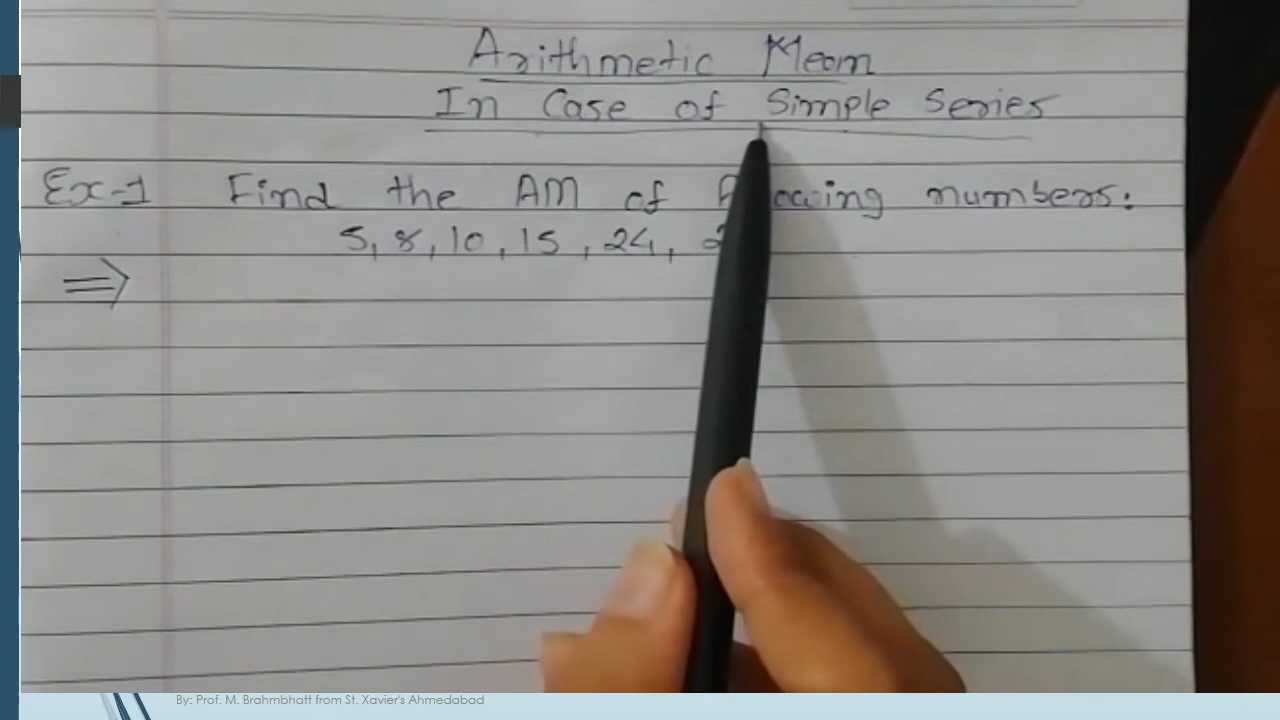 Arithmetic Mean
In Case of Simple Series
Ex-1 Find the AM of numbers:
5, 8, 10, 15, 24,
⇒
By: Prof. M. Brahmbhatt from St. Xavier's Ahmedabad